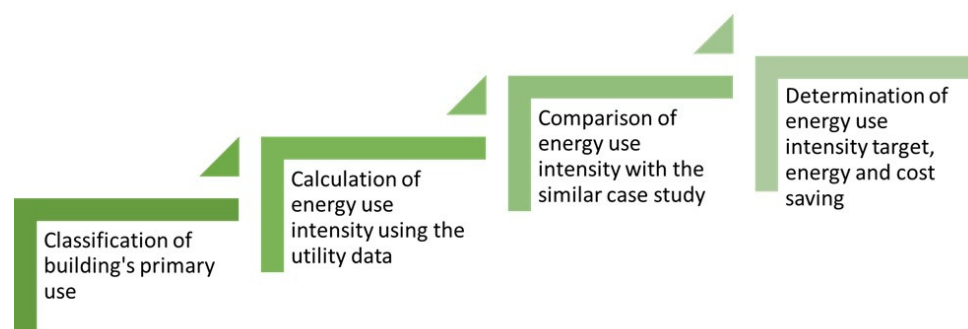 Classification of
building's primary
use
Calculation of
energy use
intensity using the
utility data
Comparison of
energy use
intensity with the
similar case study
Determination of
energy use
intensity target,
energy and cost
saving